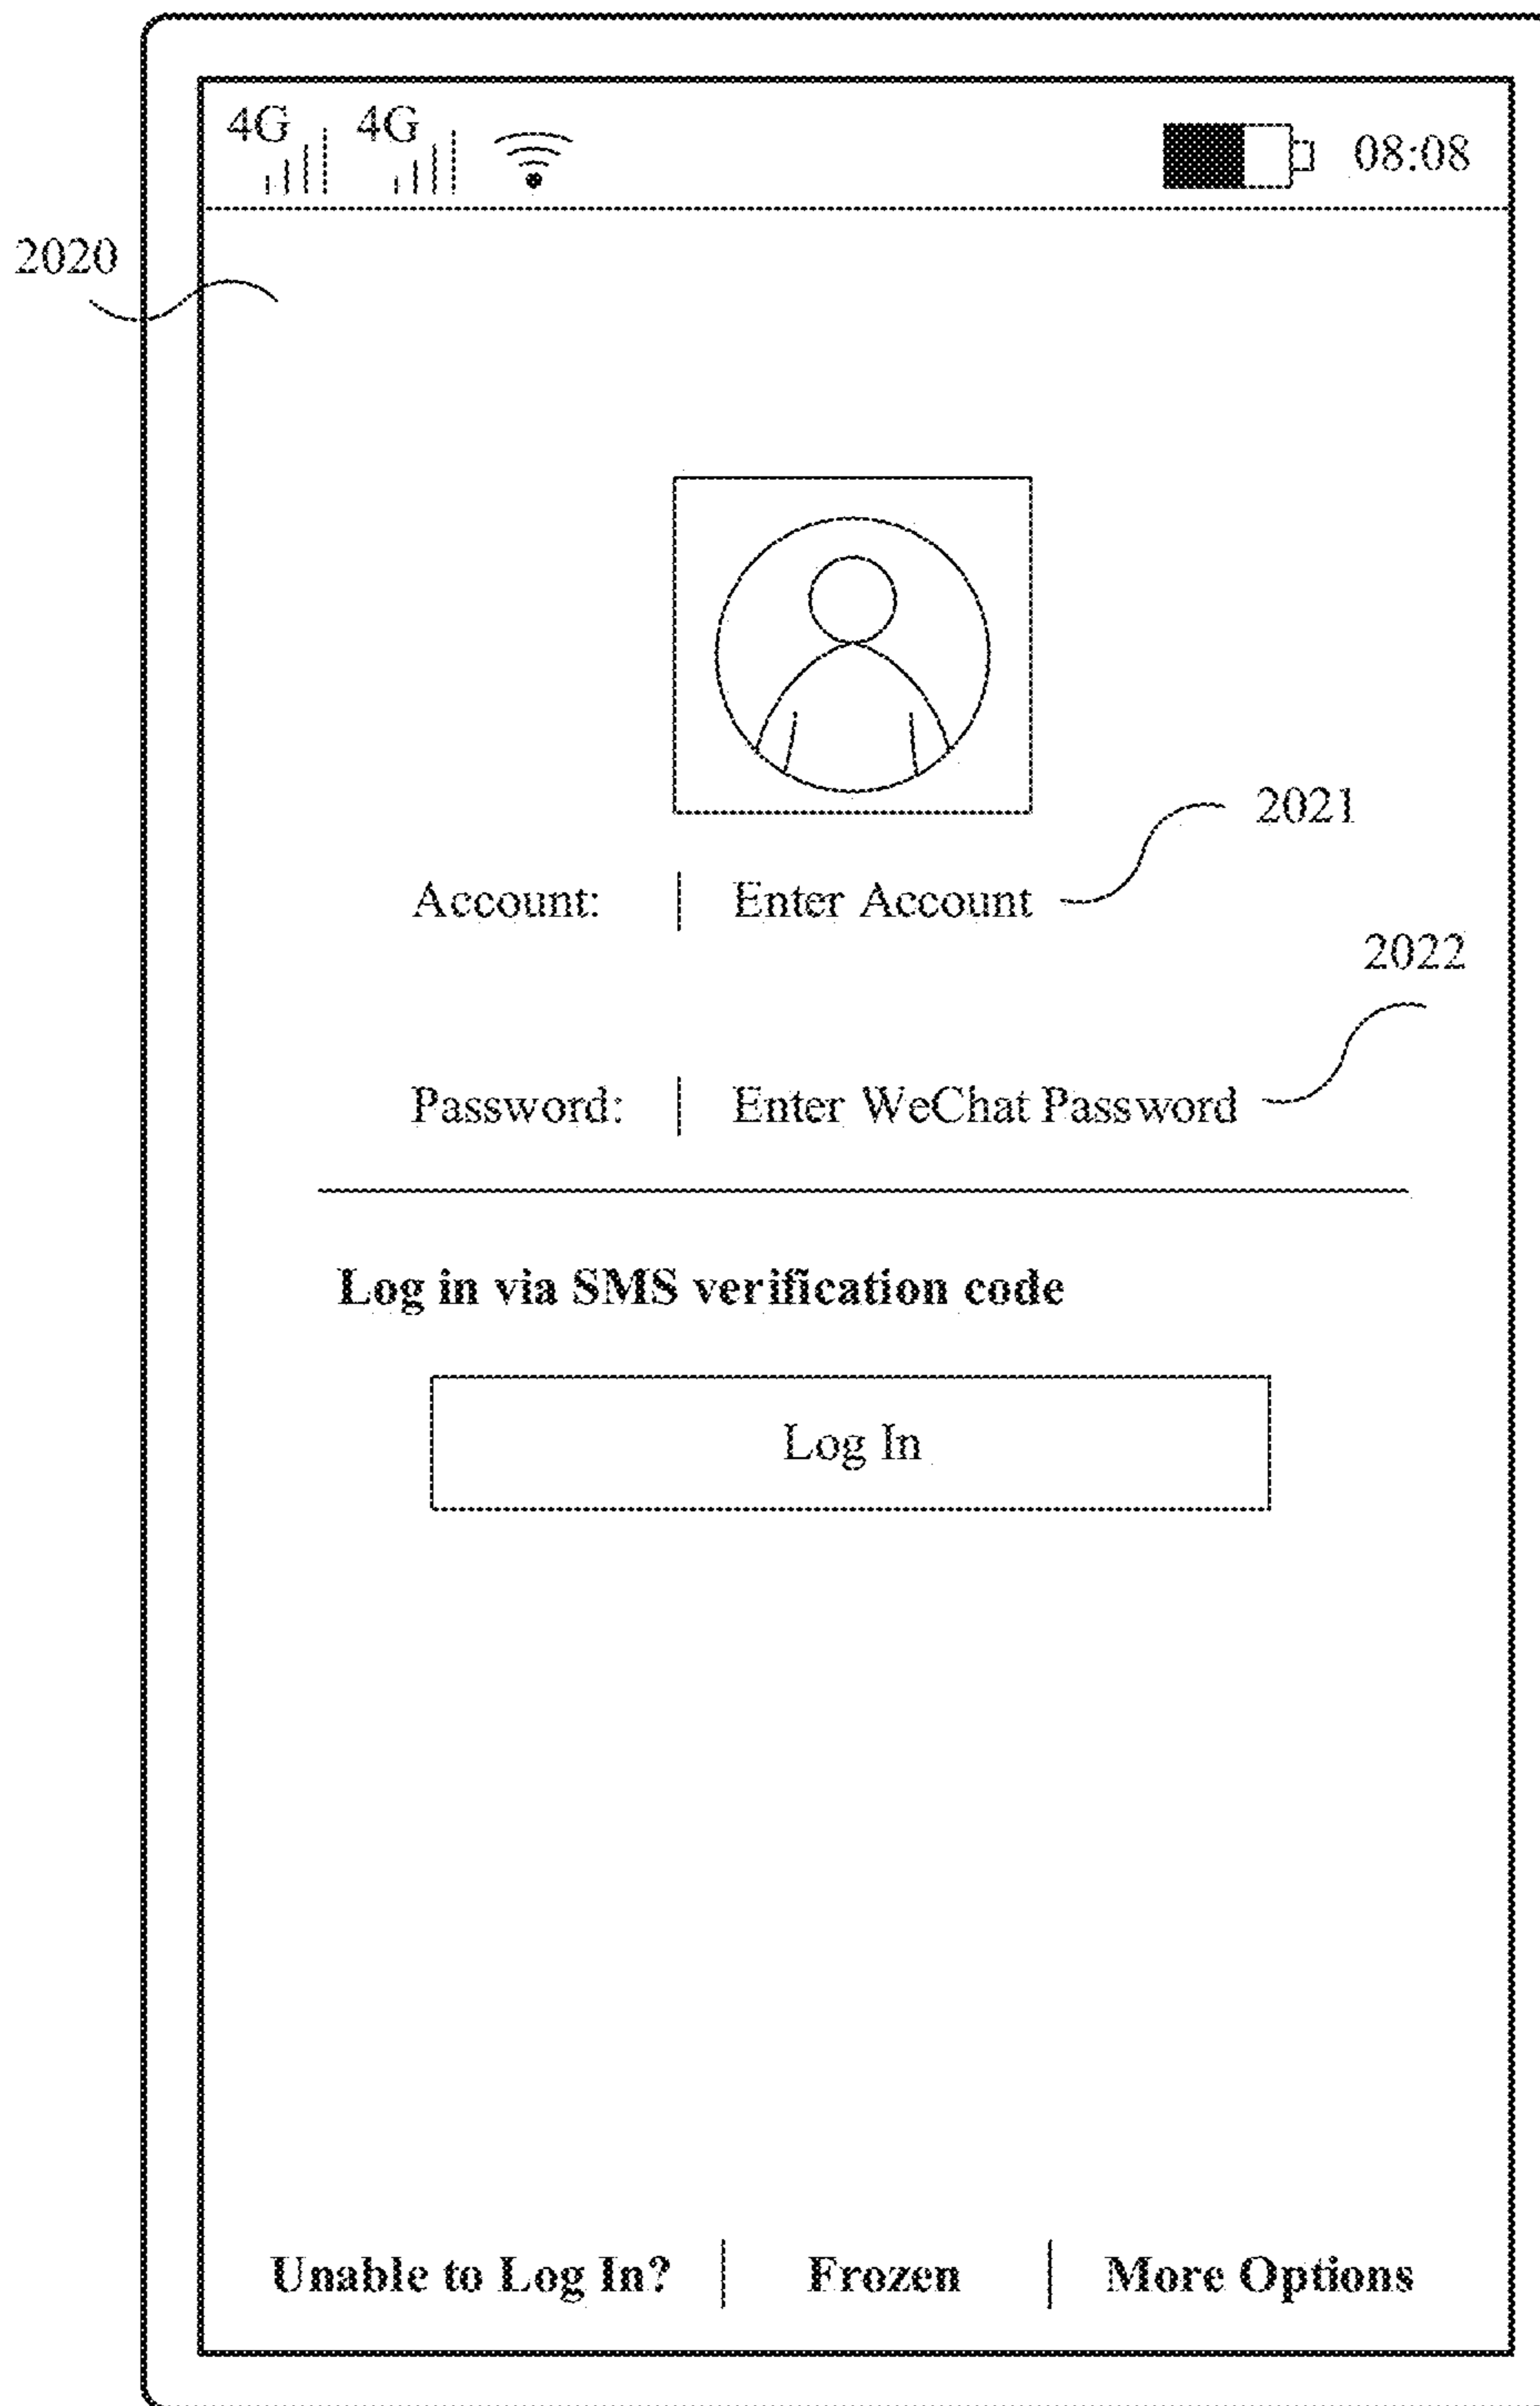 4G 4G 08:08
2020
2021
Account: Enter Account
2022
Password: Enter WeChat Password
Log in via SMS verification code
Log In
Unable to Log In? Frozen More Options